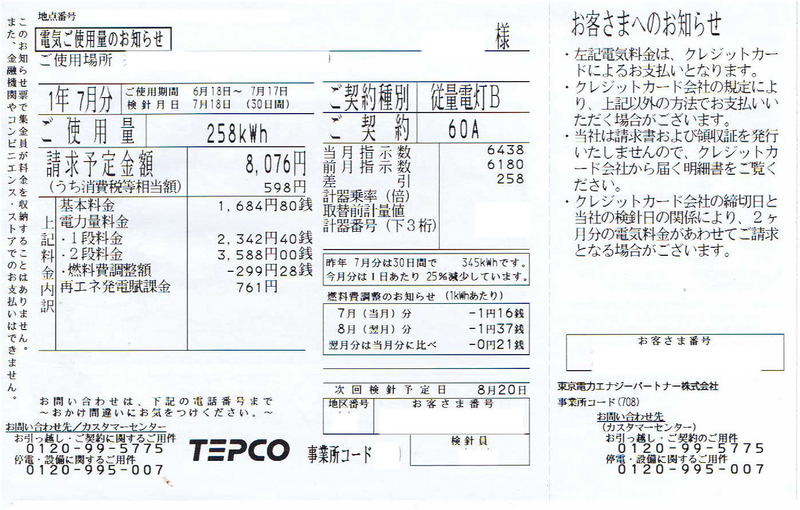 このお知らせ票で集金員が料金を収納することはありません。
また、金融機関やコンビニエンス・ストアでのお支払いはできません。
地点番号
電気ご使用量のお知らせ
ご使用場所
様
1年 7月分
ご使用期間 6月18日～ 7月17日
検針月日 7月18日 (30日間)
ご使用量 258kWh
請求予定金額 8,076円
(うち消費税等相当額) 598円
上記料金内訳
基本料金 1,684円80銭
電力量料金
・1段料金 2,342円40銭
・2段料金 3,588円00銭
・燃料費調整額 -299円28銭
再エネ発電賦課金 761円
ご契約種別 従量電灯B
ご契約 60A
当月指示数 6438
前月指示数 6180
差引 258
計器乗率（倍）
取替前計量値
計器番号（下3桁）
昨年 7月分は30日間で 345kWhです。
今月分は1日あたり 25%減少しています。
燃料費調整のお知らせ（1kWhあたり）
7月（当月）分 -1円16銭
8月（翌月）分 -1円37銭
翌月分は当月分に比べ -0円21銭
次回検針予定日 8月20日
地区番号
お客さま番号
検針員
お問い合わせは、下記の電話番号まで
～おかけ間違いにお気をつけください。～
お問い合わせ先／カスタマーセンター
お引っ越し・ご契約に関するご用件
0120-99-5775
停電・設備に関するご用件
0120-995-007
TEPCO
事業所コード
お客さまへのお知らせ
・左記電気料金は、クレジットカー
ドによるお支払いとなります。
・クレジットカード会社の規定によ
り、上記以外の方法でお支払いい
ただく場合がございます。
・当社は請求書および領収証を発行
いたしませんので、クレジットカ
ード会社から届く明細書をご覧く
ださい。
・クレジットカード会社の締切日と
当社の検針日の関係により、2ヶ
月分の電気料金があわせてご請求
となる場合がございます。
お客さま番号
東京電力エナジーパートナー株式会社
事業所コード(708)
お問い合わせ先
（カスタマーセンター）
お引っ越し・ご契約に関するご用件
0120-99-5775
停電・設備に関するご用件
0120-995-007